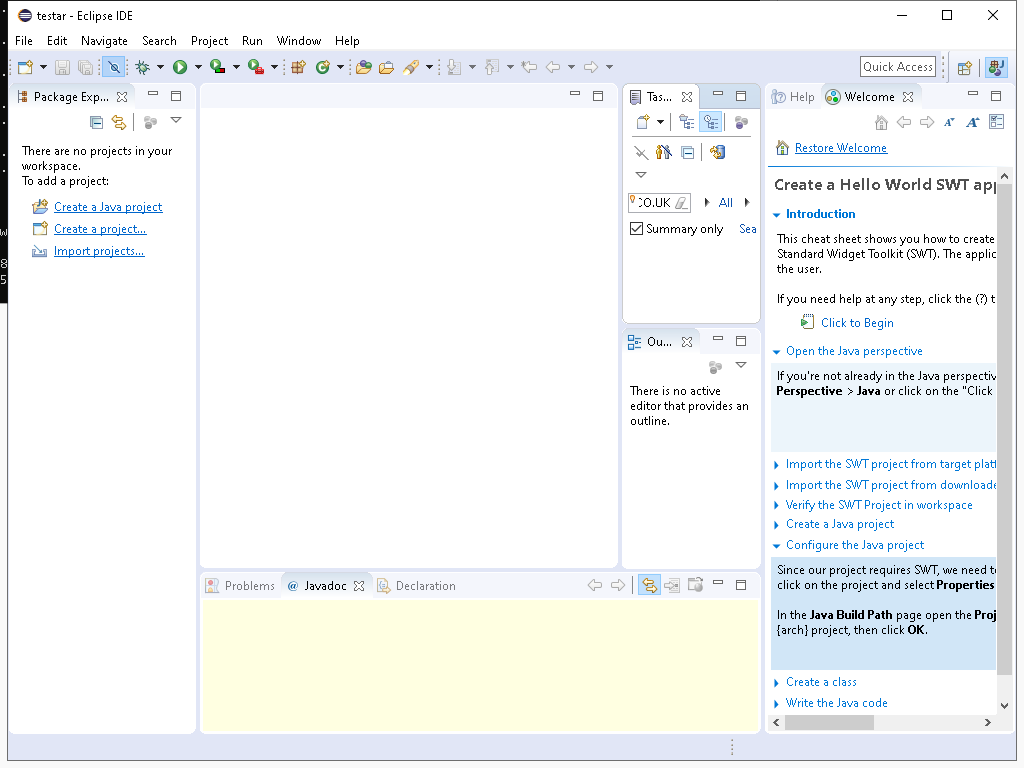 testar - Eclipse IDE
File Edit Navigate Search Project Run Window Help
Quick Access
Package Exp...
There are no projects in your
workspace.
To add a project:
Create a Java project
Create a project...
Import projects...
Tas...
CO.UK
All
Summary only
Sea
Ou...
There is no active
editor that provides an
outline.
Help
Welcome
Restore Welcome
Create a Hello World SWT app
Introduction
This cheat sheet shows you how to create
Standard Widget Toolkit (SWT). The applic
the user.
If you need help at any step, click the (?) t
Click to Begin
Open the Java perspective
If you're not already in the Java perspectiv
Perspective > Java or click on the "Click
Import the SWT project from target platf
Import the SWT project from downloade
Verify the SWT Project in workspace
Create a Java project
Configure the Java project
Since our project requires SWT, we need to
click on the project and select Properties
In the Java Build Path page open the Proj
{arch} project, then click OK.
Create a class
Write the Java code
Problems
@ Javadoc
Declaration